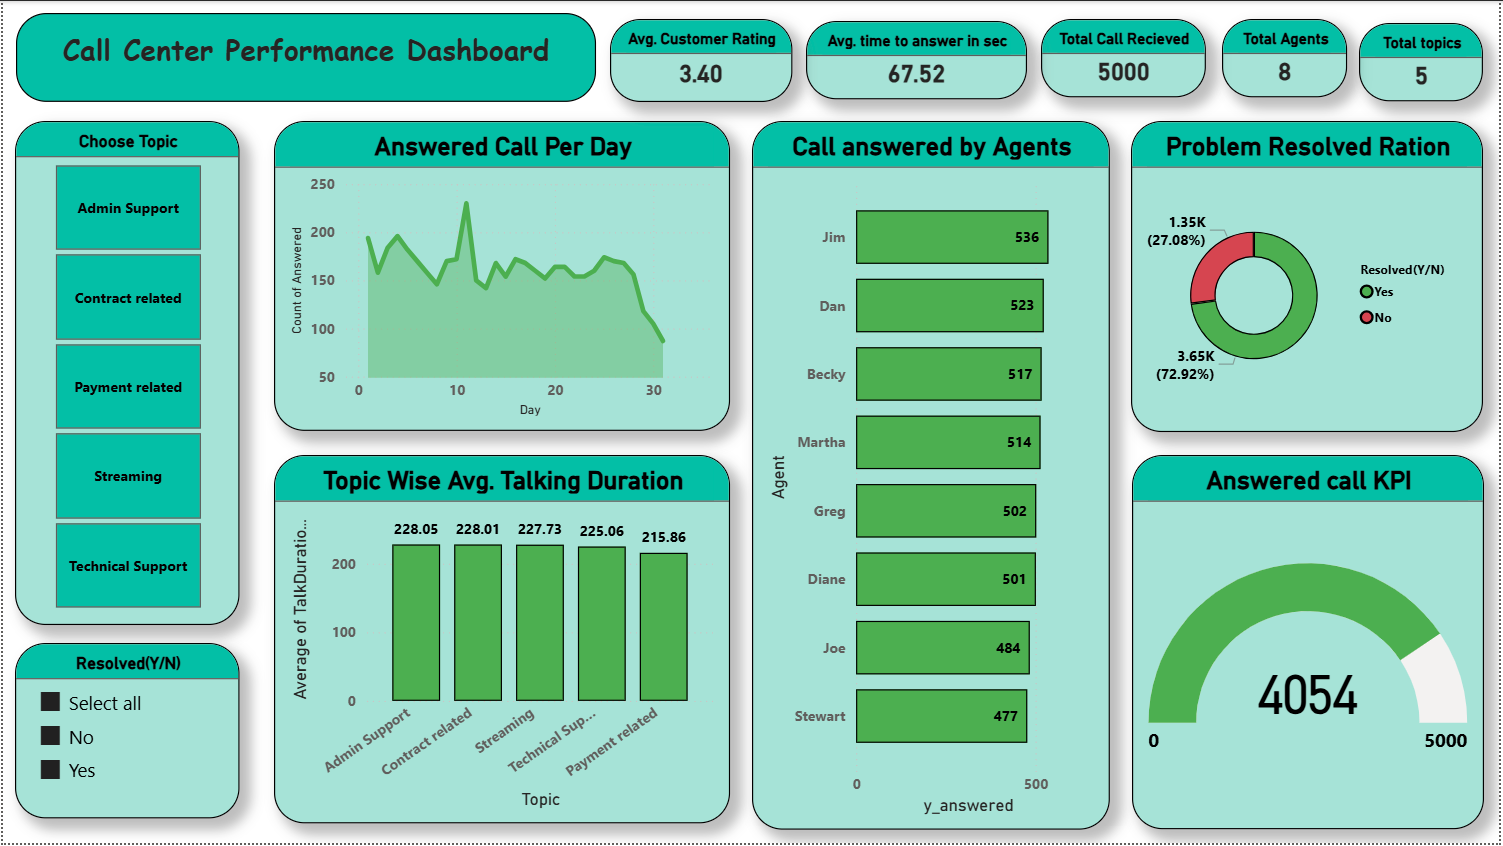 Call Center Performance Dashboard
Avg. Customer Rating
3.40
Avg. time to answer in sec
67.52
Total Call Recieved
5000
Total Agents
8
Total topics
5
Choose Topic
Admin Support
Contract related
Payment related
Streaming
Technical Support
Resolved(Y/N)
Select all
No
Yes
Answered Call Per Day
Count of Answered
250
200
150
100
50
0
10
20
30
Day
Topic Wise Avg. Talking Duration
Average of TalkDuratio...
200
100
0
228.05
228.01
227.73
225.06
215.86
Admin Support
Contract related
Streaming
Technical Sup...
Payment related
Topic
Call answered by Agents
Agent
Jim
536
Dan
523
Becky
517
Martha
514
Greg
502
Diane
501
Joe
484
Stewart
477
0
500
y_answered
Problem Resolved Ration
1.35K
(27.08%)
3.65K
(72.92%)
Resolved(Y/N)
Yes
No
Answered call KPI
4054
0
5000